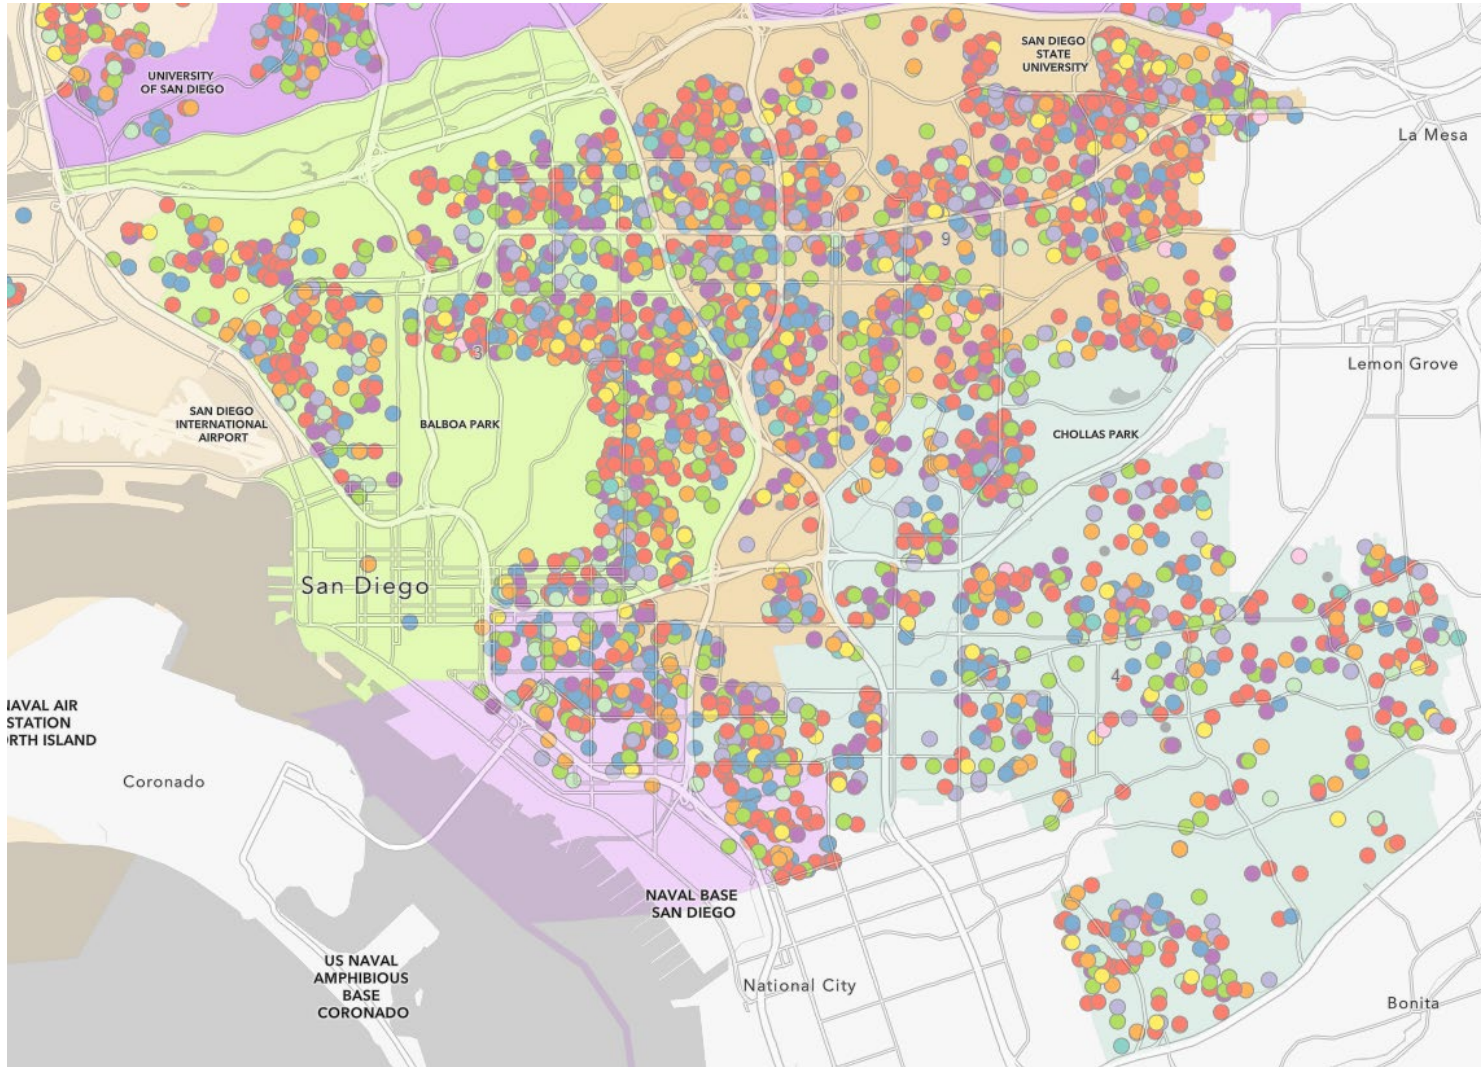 UNIVERSITY
OF SAN DIEGO
SAN DIEGO
STATE
UNIVERSITY
La Mesa
9
3
Lemon Grove
SAN DIEGO
INTERNATIONAL
AIRPORT
BALBOA PARK
CHOLLAS PARK
San Diego
4
NAVAL AIR
STATION
ORTH ISLAND
Coronado
NAVAL BASE
SAN DIEGO
US NAVAL
AMPHIBIOUS
BASE
CORONADO
National City
Bonita